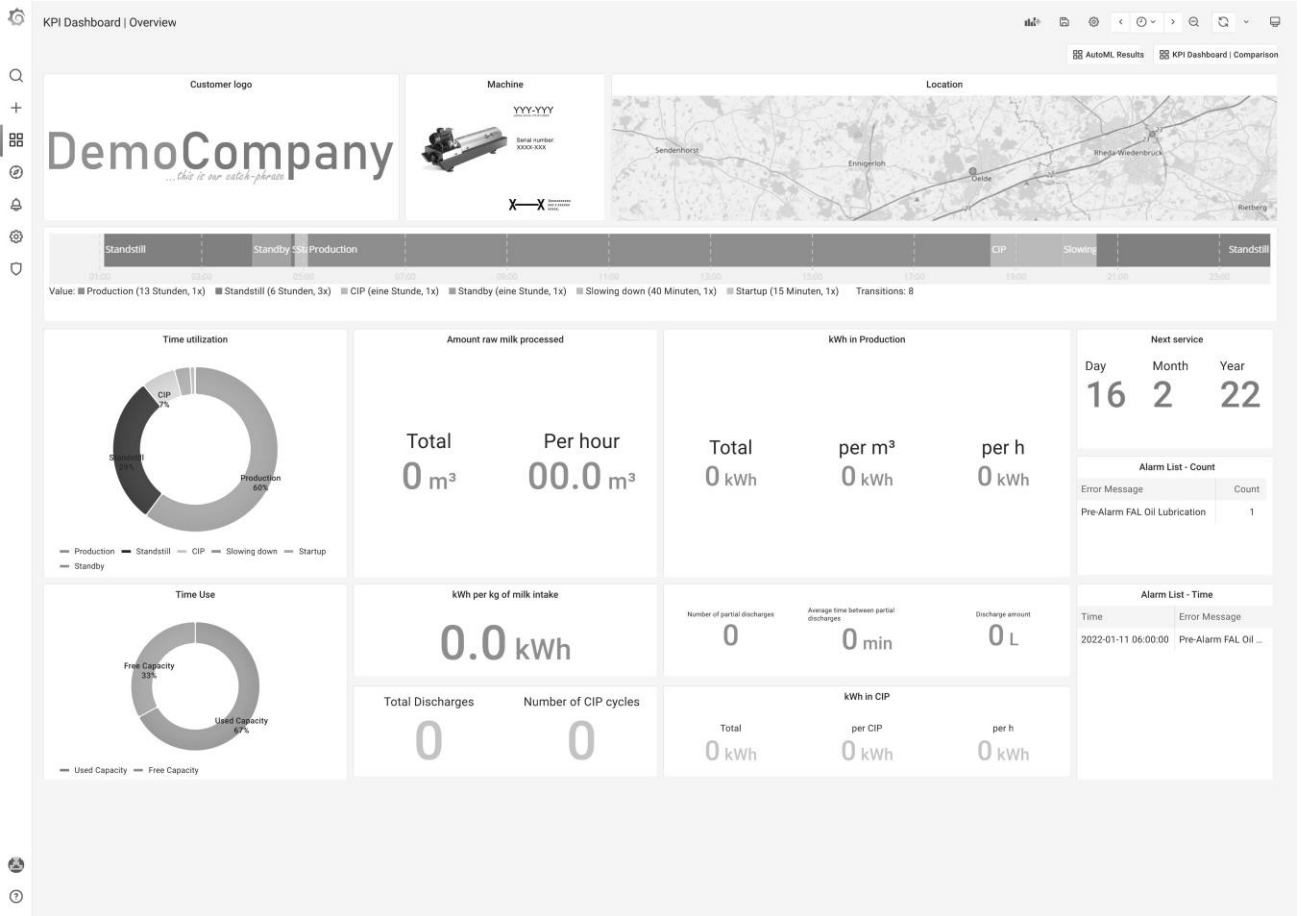 KPI Dashboard | Overview
AutoML Results
KPI Dashboard | Comparison
Customer logo
DemoCompany
...this is our catch-phrase
Machine
YYY-YYY
Serial number:
XXXX-XXX
X——X
Location
Sendenhorst
Ennigerloh
Oelde
Rheda-Wiedenbrück
Rietberg
Standstill Standby Production CIP Slowing Standstill
01:00 03:00 05:00 07:00 09:00 11:00 13:00 15:00 17:00 19:00 21:00 23:00
Value: Production (13 Stunden, 1x) Standstill (6 Stunden, 3x) CIP (eine Stunde, 1x) Standby (eine Stunde, 1x) Slowing down (40 Minuten, 1x) Startup (15 Minuten, 1x) Transitions: 8
Time utilization
CIP
7%
Standstill
29%
Production
60%
Production Standstill CIP Slowing down Startup
Standby
Amount raw milk processed
Total Per hour
0 m³ 00.0 m³
kWh in Production
Total per m³ per h
0 kWh 0 kWh 0 kWh
Next service
Day Month Year
16 2 22
Alarm List - Count
Error Message Count
Pre-Alarm FAL Oil Lubrication 1
Time Use
Free Capacity
33%
Used Capacity
67%
Used Capacity Free Capacity
kWh per kg of milk intake
0.0 kWh
Number of partial discharges
0
Average time between partial
discharges
0 min
Discharge amount
0 L
Alarm List - Time
Time Error Message
2022-01-11 06:00:00 Pre-Alarm FAL Oil ...
Total Discharges Number of CIP cycles
0 0
kWh in CIP
Total per CIP per h
0 kWh 0 kWh 0 kWh